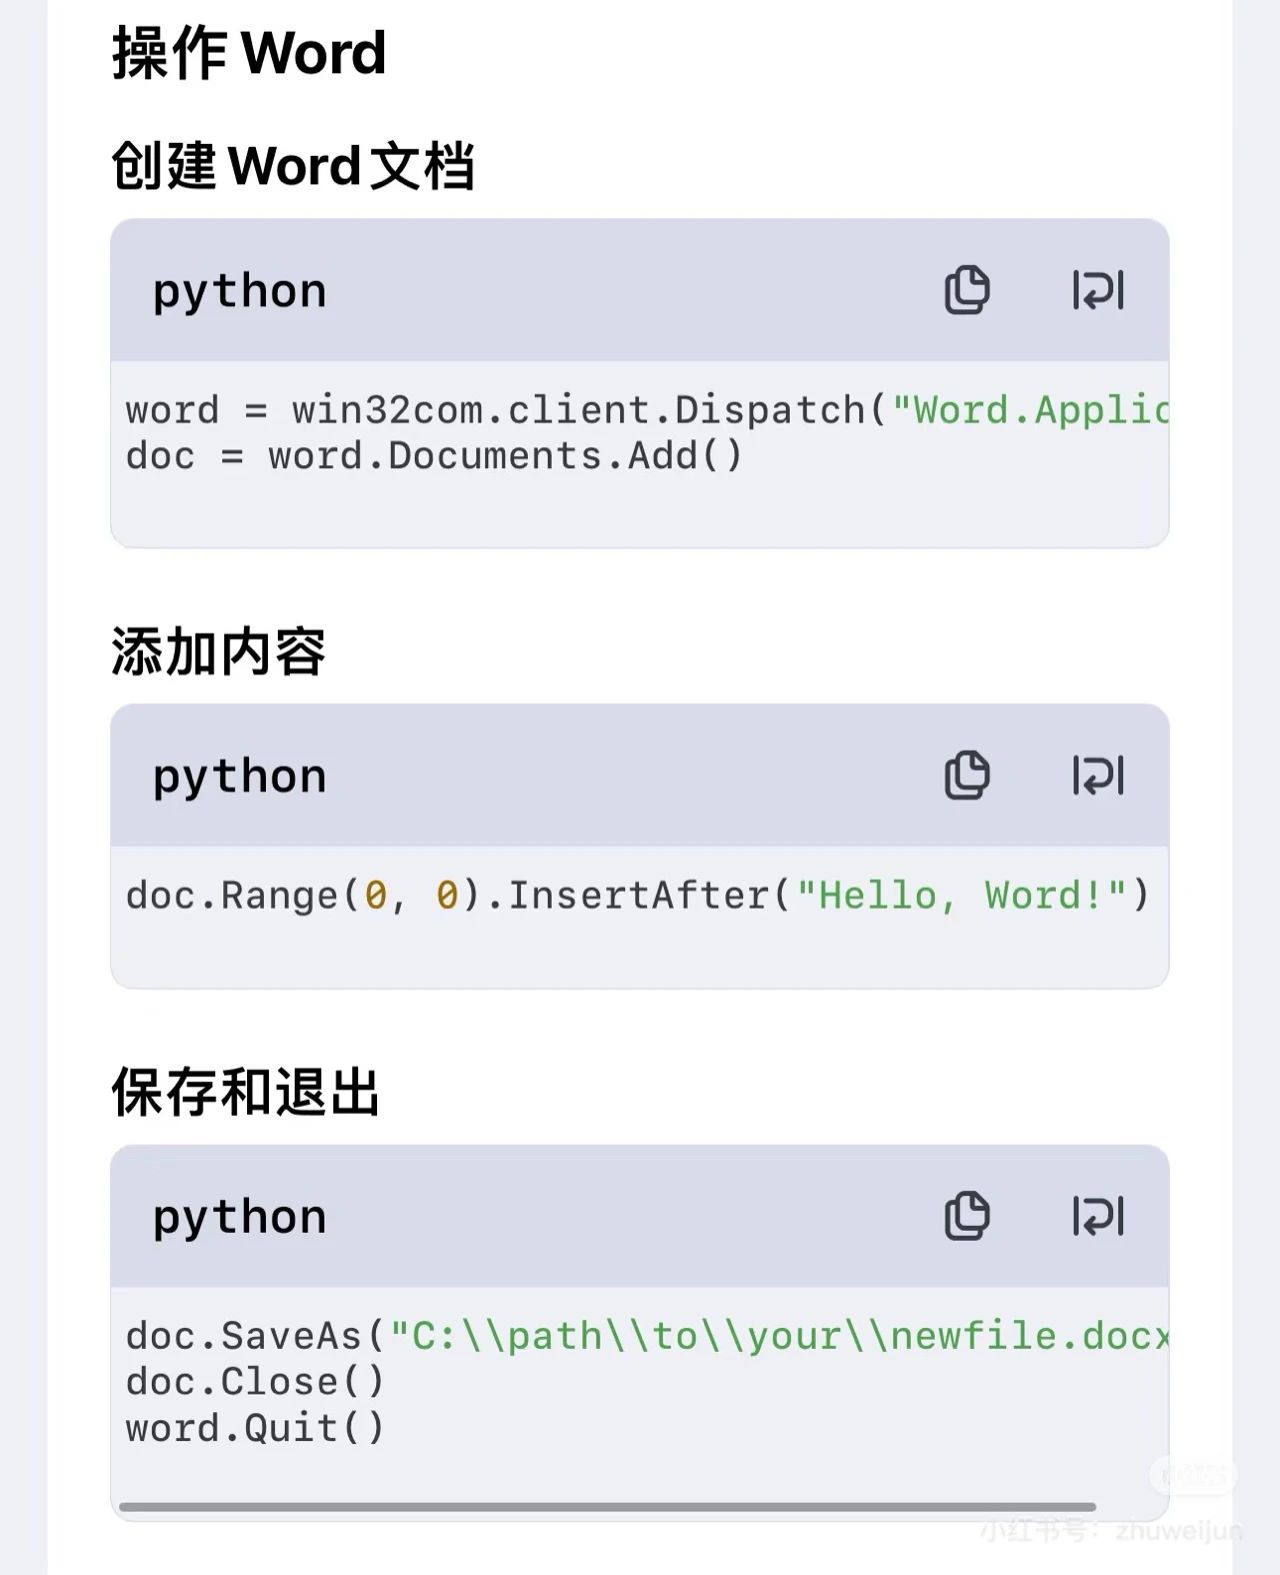 操作 Word
创建 Word 文档
python
word = win32com.client.Dispatch("Word.Applic
doc = word.Documents.Add()
添加内容
python
doc.Range(0, 0).InsertAfter("Hello, Word!")
保存和退出
python
doc.SaveAs("C:\\path\\to\\your\\newfile.docx
doc.Close()
word.Quit()
小红书号：zhuweijun